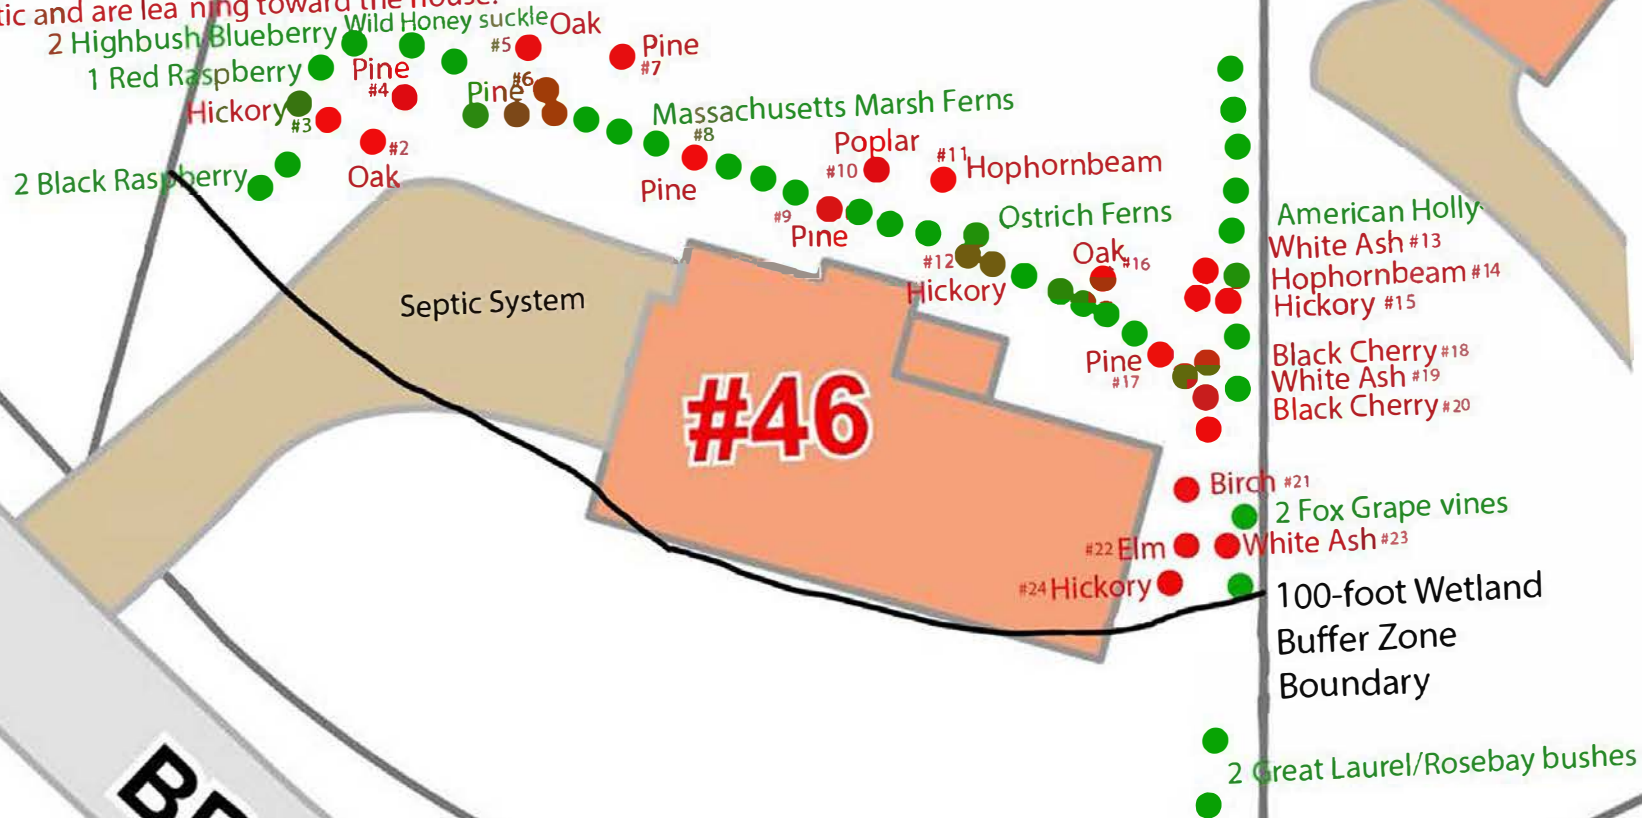 tic and are leaning toward the house.
2 Highbush Blueberry
Wild Honey suckle
#5 Oak
Pine
#7
1 Red Raspberry
Pine
#4
Pine #6
Hickory
#3
Massachusetts Marsh Ferns
#8
#2
Oak
2 Black Raspberry
Pine
Poplar
#10
#11 Hophornbeam
#9
Pine
Ostrich Ferns
#12
Hickory
Oak #16
American Holly
White Ash #13
Hophornbeam #14
Hickory #15
Septic System
Pine
#17
Black Cherry #18
White Ash #19
Black Cherry #20
#46
Birch #21
2 Fox Grape vines
#22 Elm
White Ash #23
#24 Hickory
100-foot Wetland
Buffer Zone
Boundary
2 Great Laurel/Rosebay bushes